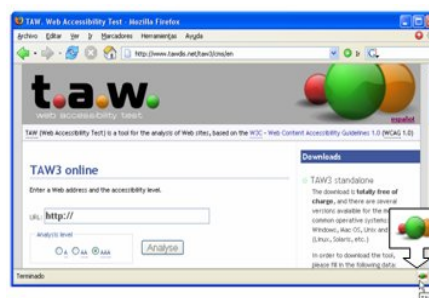 TAW. Web Accessibility Test - Mozilla Firefox
Archivo Editar Ver Ir Marcadores Herramientas Ayuda
http://www.tawdis.net/taw3/cms/en
t.a.w.
web accessibility test
español
TAW (Web Accessibility Test) is a tool for the analysis of Web sites, based on the W3C - Web Content Accessibility Guidelines 1.0 (WCAG 1.0)
TAW3 online
Enter a Web address and the accessibility level.
URL: http://
Analysis level
A AA AAA
Analyse
Downloads
TAW3 standalone
The download is totally free of
charge, and there are several
versions available for the
common operative systems:
Windows, Mac OS, Unix and
(Linux, Solaris, etc.)
In order to download the tool,
please fill in the following data:
Terminado